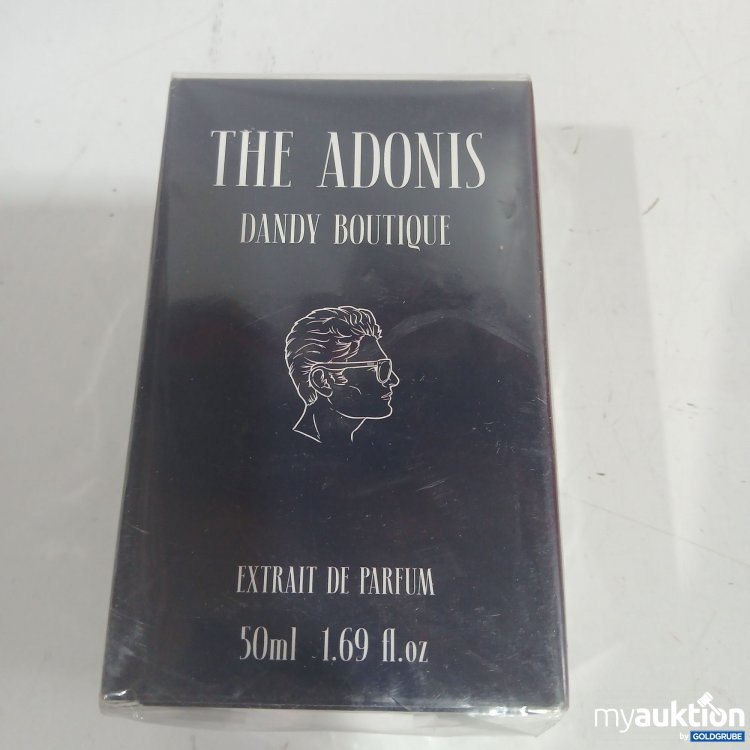 THE ADONIS
DANDY BOUTIQUE
EXTRAIT DE PARFUM
50ml 1.69 fl.oz
myauktion
by GOLDGRUBE